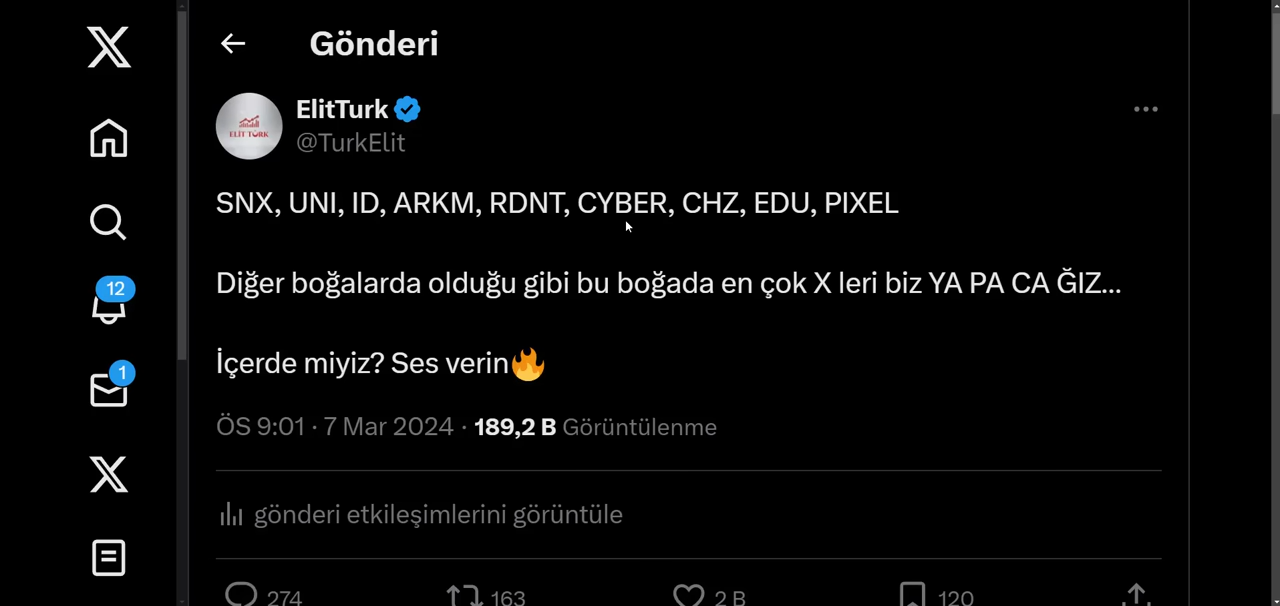 Gönderi
ElitTurk
ELİT TÜRK
@TurkElit
SNX, UNI, ID, ARKM, RDNT, CYBER, CHZ, EDU, PIXEL
Diğer boğalarda olduğu gibi bu boğada en çok X leri biz YA PA CA ĞIZ...
İçerde miyiz? Ses verin🔥
ÖS 9:01 · 7 Mar 2024 · 189,2 B Görüntülenme
gönderi etkileşimlerini görüntüle
274 163 2 B 120
12
1